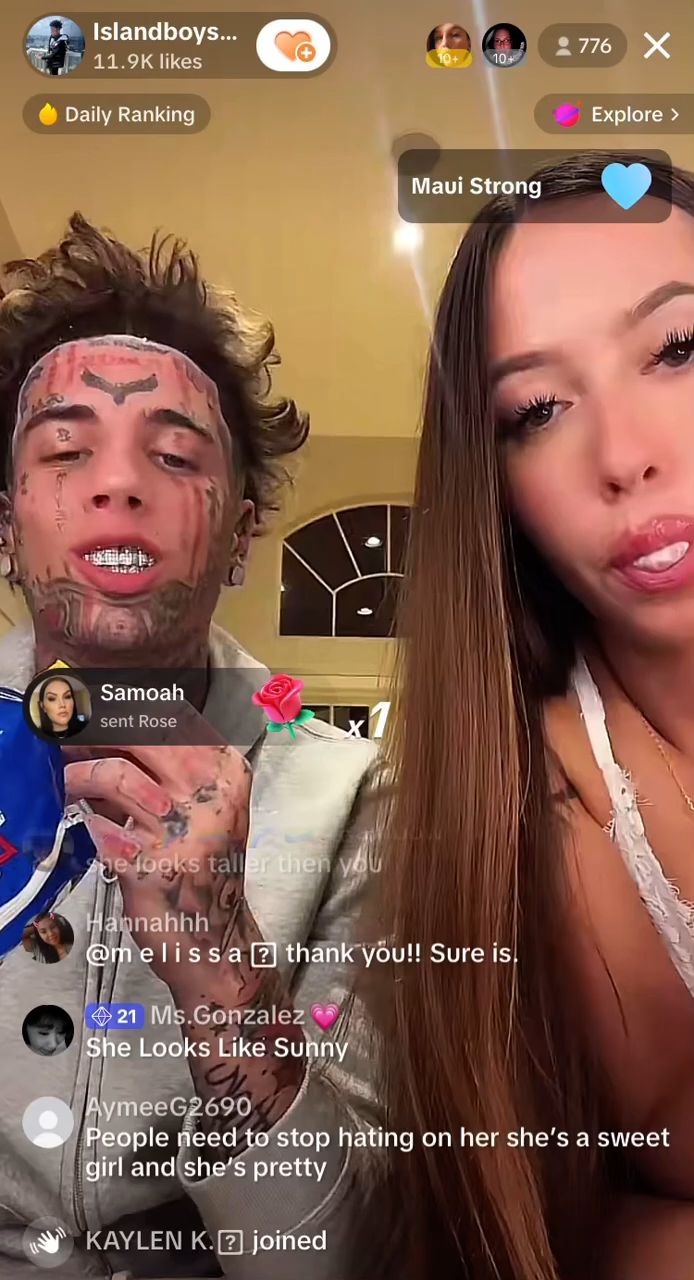 Islandboys...
11.9K likes
10+
10+
776
Daily Ranking
Explore >
Maui Strong
Samoah
sent Rose
x1
she looks taller then you
Hannahhh
@m e l i s s a ⍰ thank you!! Sure is.
21 Ms.Gonzalez 💗
She Looks Like Sunny
AymeeG2690
People need to stop hating on her she's a sweet
girl and she's pretty
KAYLEN K.⍰ joined